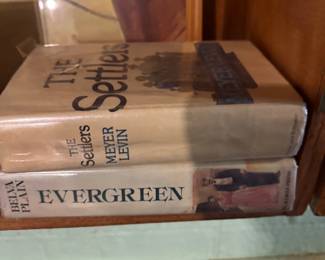 THE
Settlers
THE
Settlers
MEYER
LEVIN
BELVA
PLAIN
EVERGREEN